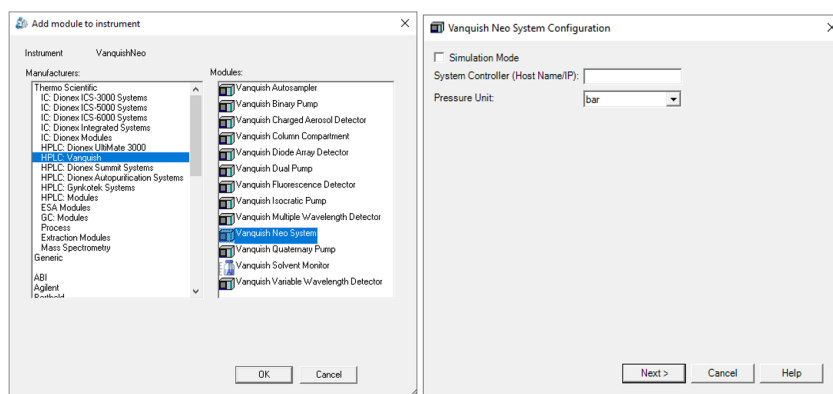 Add module to instrument
Instrument VanquishNeo
Manufacturers:
Thermo Scientific
IC: Dionex ICS-3000 Systems
IC: Dionex ICS-5000 Systems
IC: Dionex ICS-6000 Systems
IC: Dionex Integrated Systems
IC: Dionex Modules
HPLC: Dionex UltiMate 3000
HPLC: Vanquish
HPLC: Dionex Summit Systems
HPLC: Dionex Autopurification Systems
HPLC: Gynkotek Systems
HPLC: Modules
ESA Modules
GC: Modules
Process
Extraction Modules
Mass Spectrometry
Generic
ABI
Agilent
Berthold
Modules:
Vanquish Autosampler
Vanquish Binary Pump
Vanquish Charged Aerosol Detector
Vanquish Column Compartment
Vanquish Diode Array Detector
Vanquish Dual Pump
Vanquish Fluorescence Detector
Vanquish Isocratic Pump
Vanquish Multiple Wavelength Detector
Vanquish Neo System
Vanquish Quaternary Pump
Vanquish Solvent Monitor
Vanquish Variable Wavelength Detector
OK Cancel
Vanquish Neo System Configuration
Simulation Mode
System Controller (Host Name/IP):
Pressure Unit: bar
Next > Cancel Help